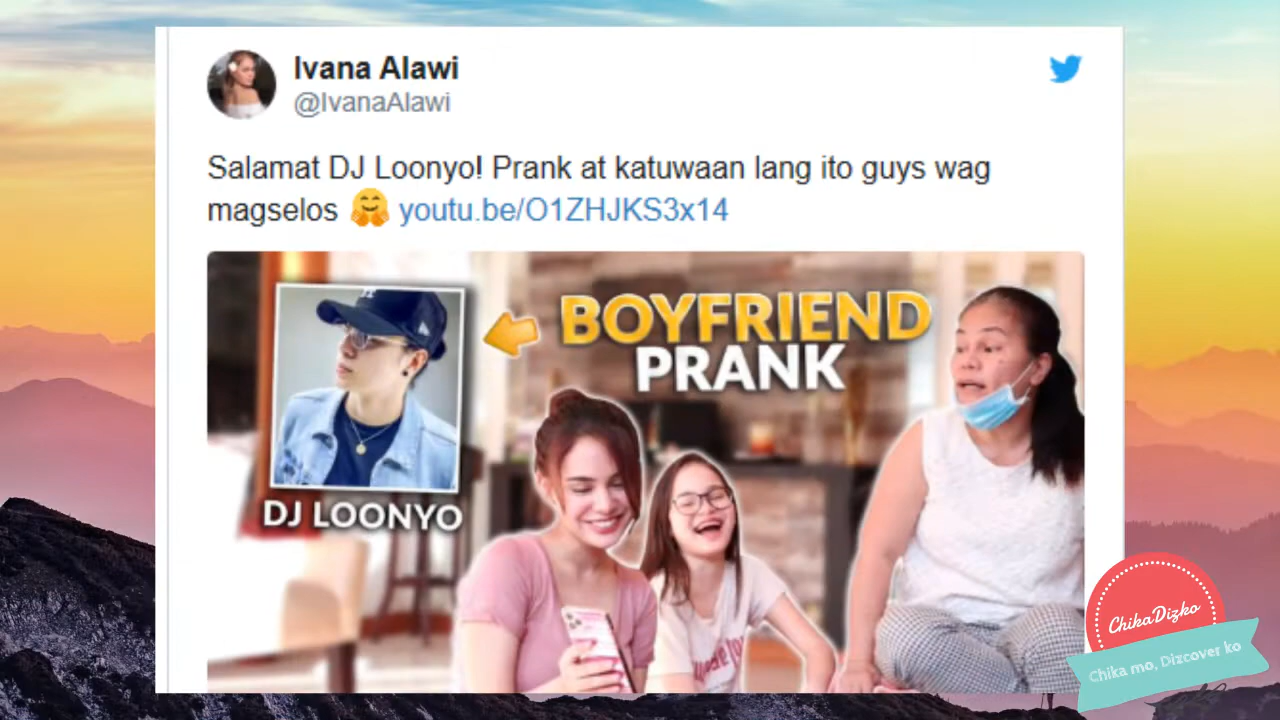 Ivana Alawi
@IvanaAlawi
Salamat DJ Loonyo! Prank at katuwaan lang ito guys wag
magselos 🤗 youtu.be/O1ZHJKS3x14
BOYFRIEND
PRANK
DJ LOONYO
ChikaDizko
Chika mo, Dizcover ko